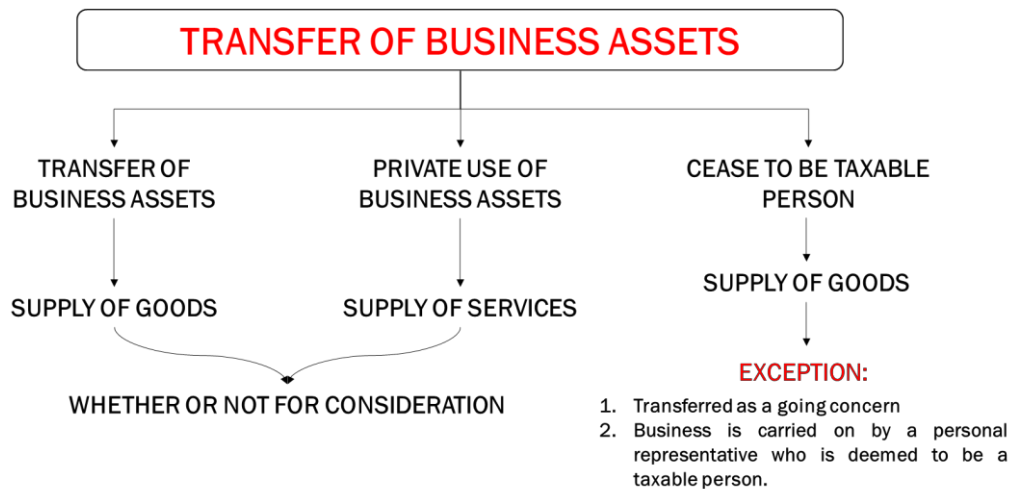 TRANSFER OF BUSINESS ASSETS
TRANSFER OF
BUSINESS ASSETS
PRIVATE USE OF
BUSINESS ASSETS
CEASE TO BE TAXABLE
PERSON
SUPPLY OF GOODS
SUPPLY OF SERVICES
SUPPLY OF GOODS
WHETHER OR NOT FOR CONSIDERATION
EXCEPTION:
1. Transferred as a going concern
2. Business is carried on by a personal
representative who is deemed to be a
taxable person.